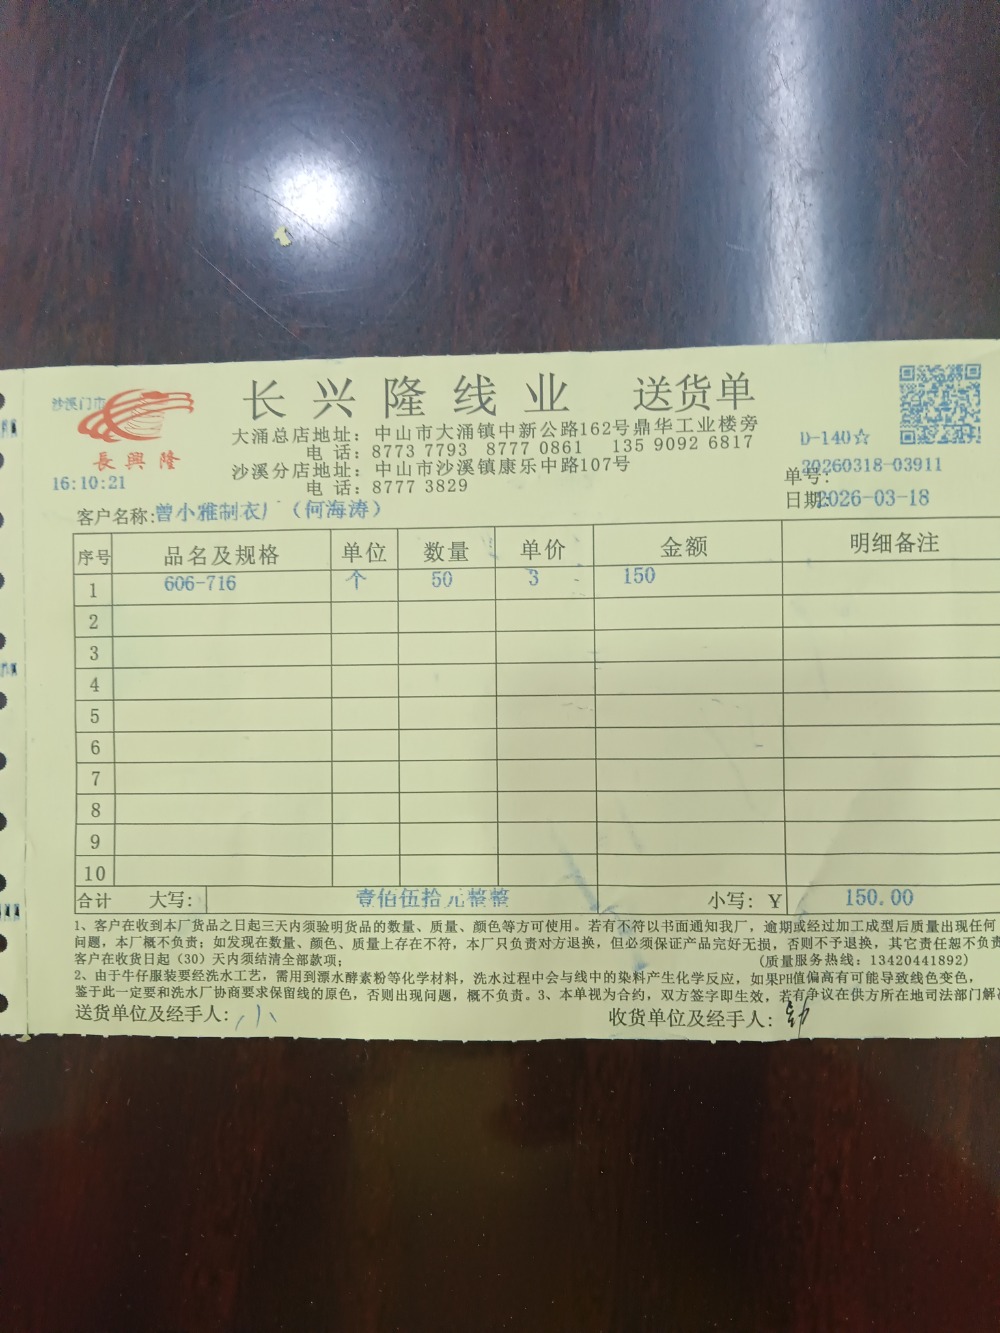 沙溪门市
長興隆
16:10:21
长兴隆线业 送货单
大涌总店地址：中山市大涌镇中新公路162号鼎华工业楼旁
电 话：8773 7793 8777 0861 135 9092 6817
沙溪分店地址：中山市沙溪镇康乐中路107号
电 话：8777 3829
D-140☆
单号：20260318-03911
日期：2026-03-18
客户名称:曾小雅制衣厂（何海涛）
序号 品名及规格 单位 数量 单价 金额 明细备注
1 606-716 个 50 3 150
2
3
4
5
6
7
8
9
10
合计 大写: 壹佰伍拾元整整 小写: Y 150.00
1、客户在收到本厂货品之日起三天内须验明货品的数量、质量、颜色等方可使用。若有不符以书面通知我厂，逾期或经过加工成型后质量出现任何
问题，本厂概不负责；如发现在数量、颜色、质量上存在不符，本厂只负责对方退换，但必须保证产品完好无损，否则不予退换，其它责任恕不负责
客户在收货日起（30）天内须结清全部款项； (质量服务热线：13420441892)
2、由于牛仔服装要经洗水工艺，需用到漂水酵素粉等化学材料，洗水过程中会与线中的染料产生化学反应，如果PH值偏高有可能导致线色变色，
鉴于此一定要和洗水厂协商要求保留线的原色，否则出现问题，概不负责。3、本单视为合约，双方签字即生效，若有争议在供方所在地司法部门解决
送货单位及经手人: 小 收货单位及经手人: